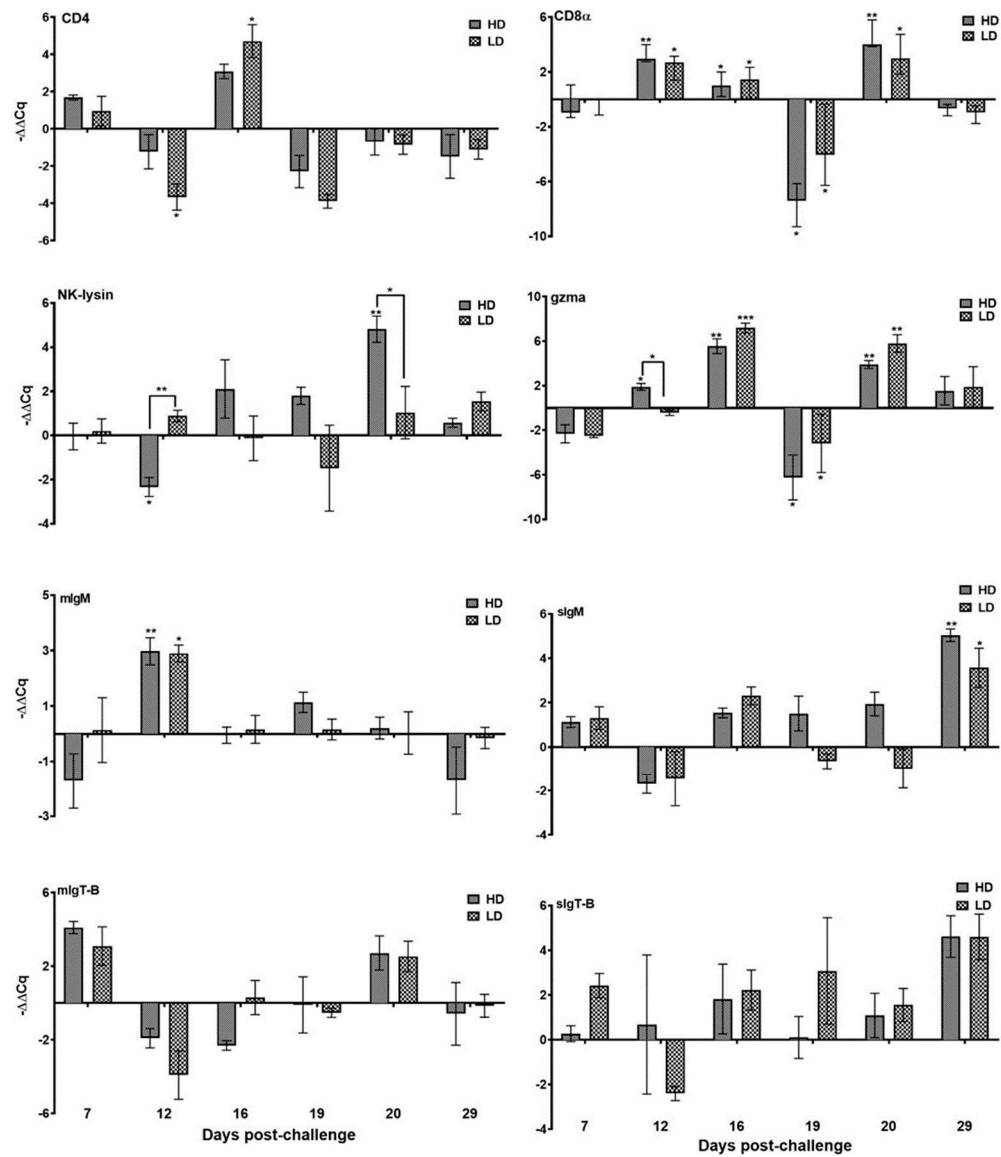 CD4
HD
LD
-ΔΔCq
6
4
2
0
-2
-4
-6
*
*
CD8α
HD
LD
6
2
-2
-6
-10
**
*
*
*
*
*
**
*
NK-lysin
HD
LD
-ΔΔCq
6
4
2
0
-2
-4
*
**
**
*
gzma
HD
LD
10
6
2
-2
-6
-10
*
*
**
***
*
*
**
**
mIgM
HD
LD
-ΔΔCq
5
3
1
-1
-3
**
*
sIgM
HD
LD
6
4
2
0
-2
-4
**
*
mIgT-B
HD
LD
-ΔΔCq
6
2
-2
-6
7 12 16 19 20 29
Days post-challenge
sIgT-B
HD
LD
6
4
2
0
-2
-4
7 12 16 19 20 29
Days post-challenge